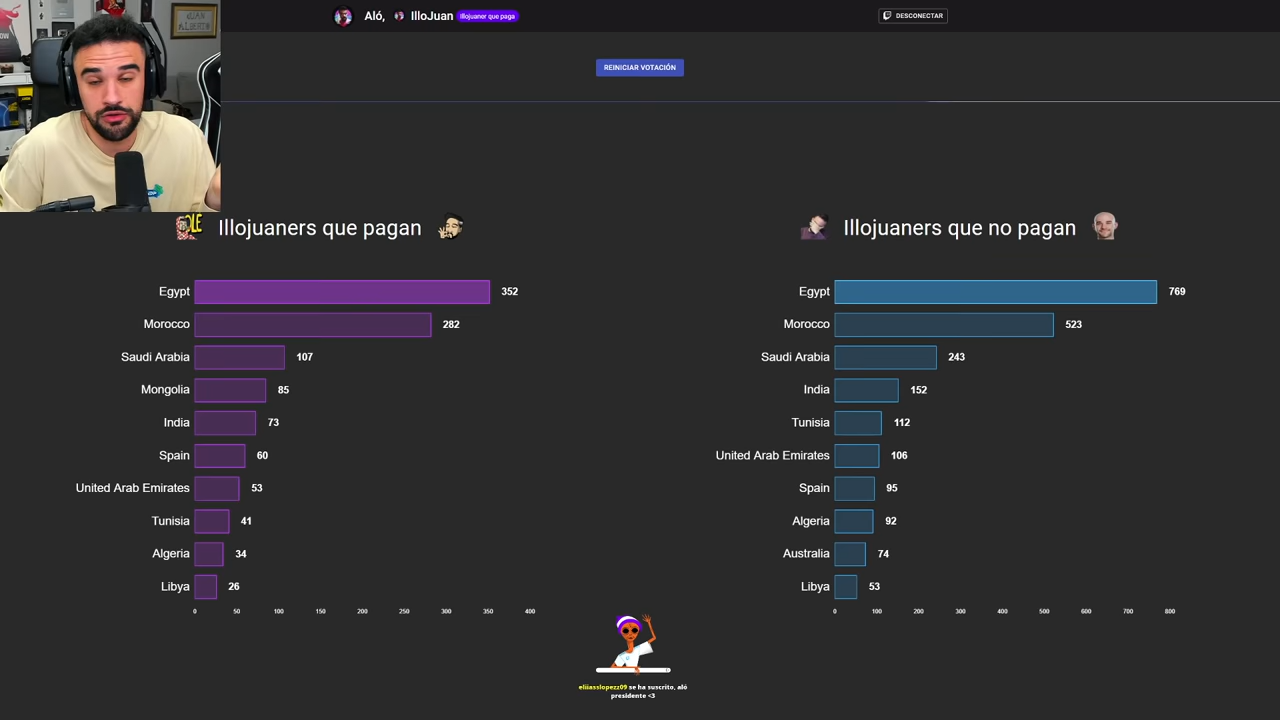 JUAN
ALBERTO
Aló, IlloJuan Illojuaner que paga
DESCONECTAR
REINICIAR VOTACIÓN
OLE
Illojuaners que pagan
Egypt 352
Morocco 282
Saudi Arabia 107
Mongolia 85
India 73
Spain 60
United Arab Emirates 53
Tunisia 41
Algeria 34
Libya 26
0 50 100 150 200 250 300 350 400
Illojuaners que no pagan
Egypt 769
Morocco 523
Saudi Arabia 243
India 152
Tunisia 112
United Arab Emirates 106
Spain 95
Algeria 92
Australia 74
Libya 53
0 100 200 300 400 500 600 700 800
eliiasslopezz09 se ha suscrito, aló
presidente <3